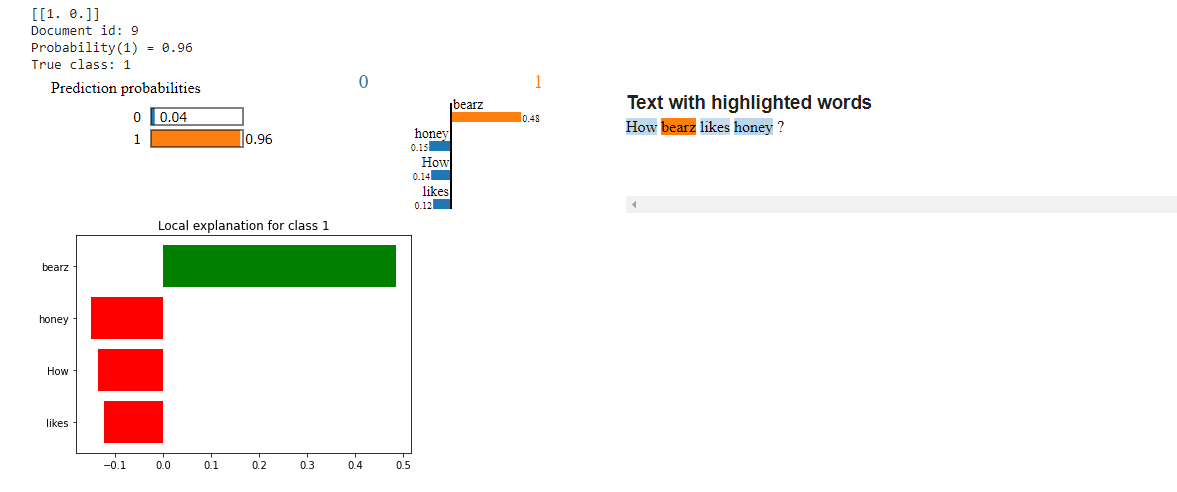 [[1. 0.]]
Document id: 9
Probability(1) = 0.96
True class: 1
Prediction probabilities
0 0.04
1 0.96
0 1
bearz
0.48
honey
0.15
How
0.14
likes
0.12
Text with highlighted words
How bearz likes honey ?
Local explanation for class 1
bearz
honey
How
likes
−0.1 0.0 0.1 0.2 0.3 0.4 0.5